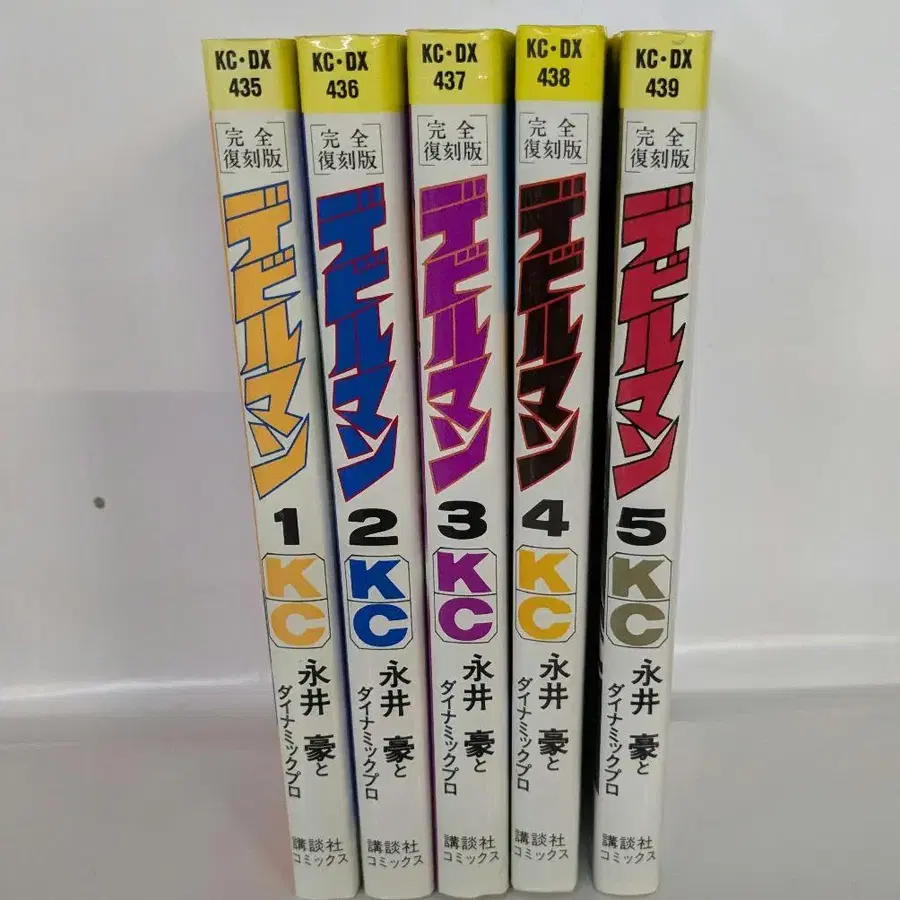 KC・DX
435
完全
復刻版
デビルマン
1
KC
永井豪と
ダイナミックプロ
講談社
コミックス
KC・DX
436
完全
復刻版
デビルマン
2
KC
永井豪と
ダイナミックプロ
講談社
コミックス
KC・DX
437
完全
復刻版
デビルマン
3
KC
永井豪と
ダイナミックプロ
講談社
コミックス
KC・DX
438
完全
復刻版
デビルマン
4
KC
永井豪と
ダイナミックプロ
講談社
コミックス
KC・DX
439
完全
復刻版
デビルマン
5
KC
永井豪と
ダイナミックプロ
講談社
コミックス